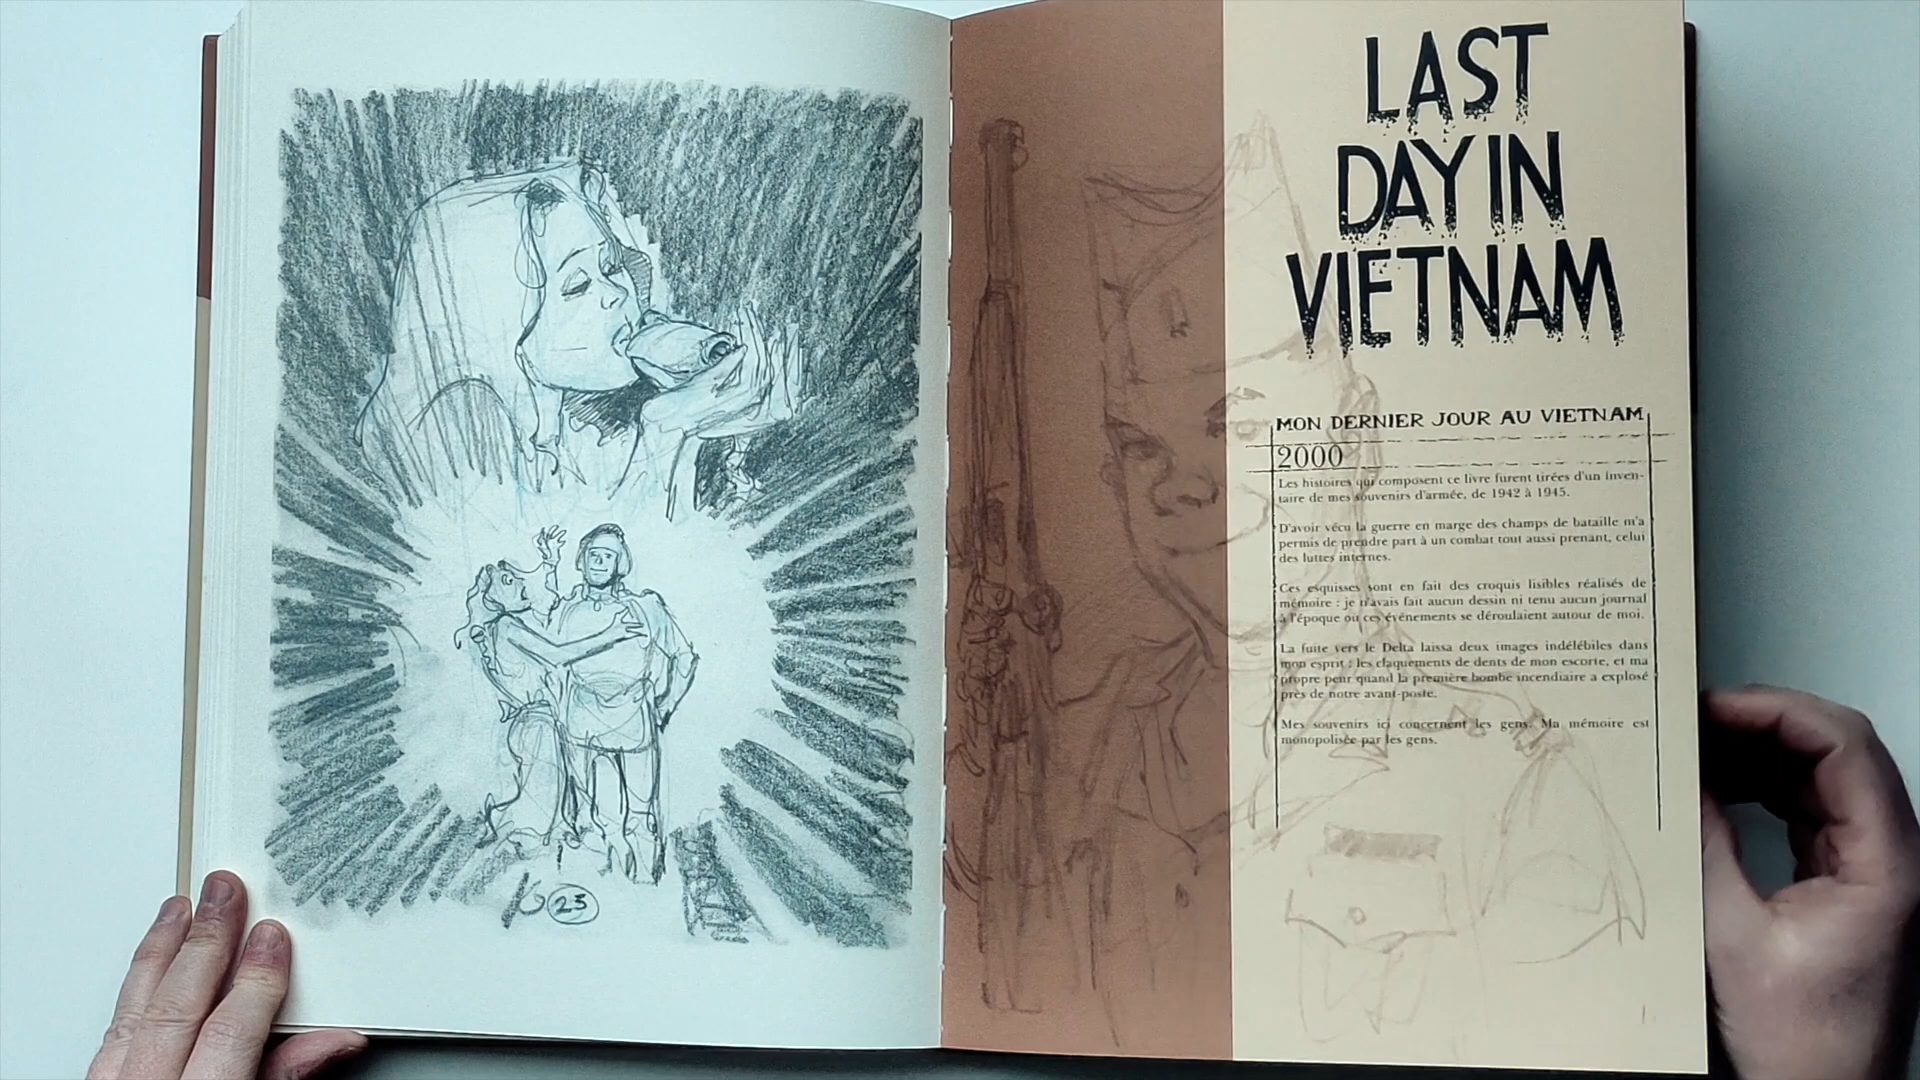 23
LAST
DAY IN
VIETNAM
MON DERNIER JOUR AU VIETNAM
2000
Les histoires qui composent ce livre furent tirées d'un inven-
taire de mes souvenirs d'armée, de 1942 à 1945.
D'avoir vécu la guerre en marge des champs de bataille m'a
permis de prendre part à un combat tout aussi prenant, celui
des luttes internes.
Ces esquisses sont en fait des croquis lisibles réalisés de
mémoire : je n'avais fait aucun dessin ni tenu aucun journal
à l'époque où ces événements se déroulaient autour de moi.
La fuite vers le Delta laissa deux images indélébiles dans
mon esprit : les claquements de dents de mon escorte, et ma
propre peur quand la première bombe incendiaire a explosé
près de notre avant-poste.
Mes souvenirs ici concernent les gens. Ma mémoire est
monopolisée par les gens.